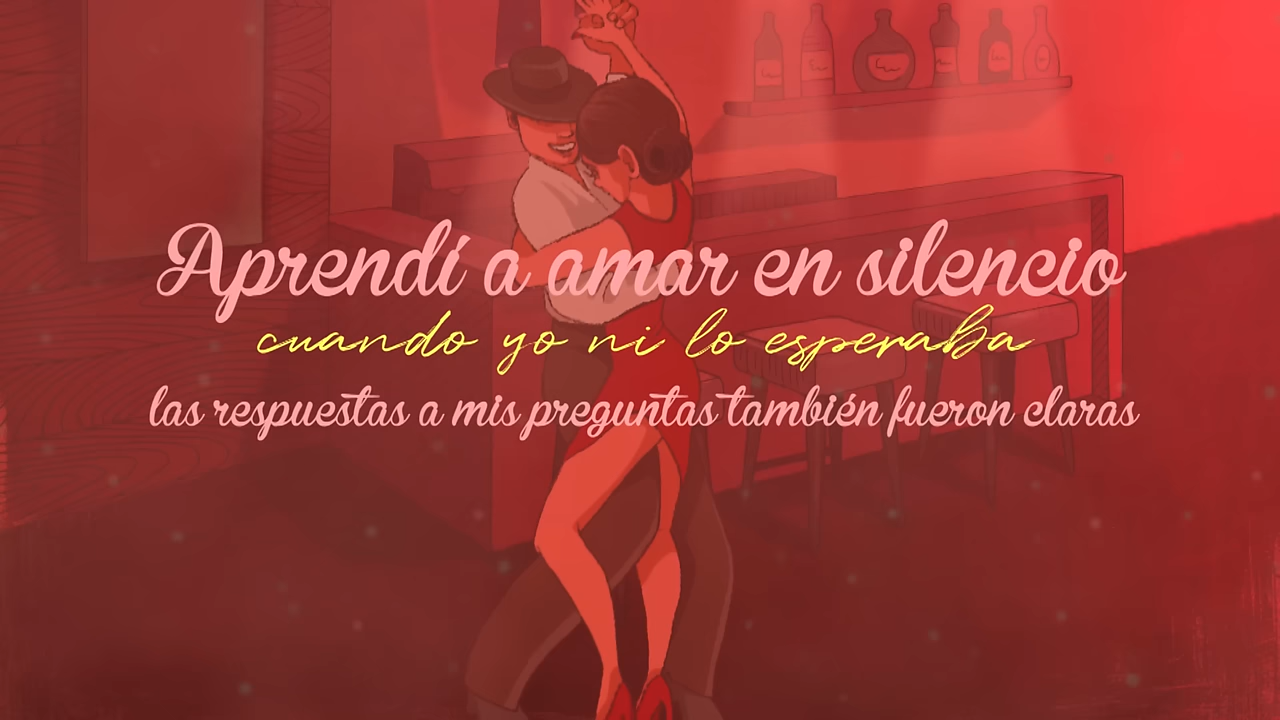 Aprendí a amar en silencio
cuando yo ni lo esperaba
las respuestas a mis preguntas también fueron claras